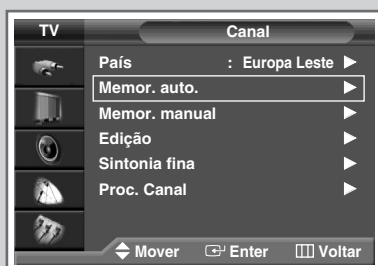 TV Canal
País : Europa Leste
Memor. auto.
Memor. manual
Edição
Sintonia fina
Proc. Canal
Mover Enter Voltar